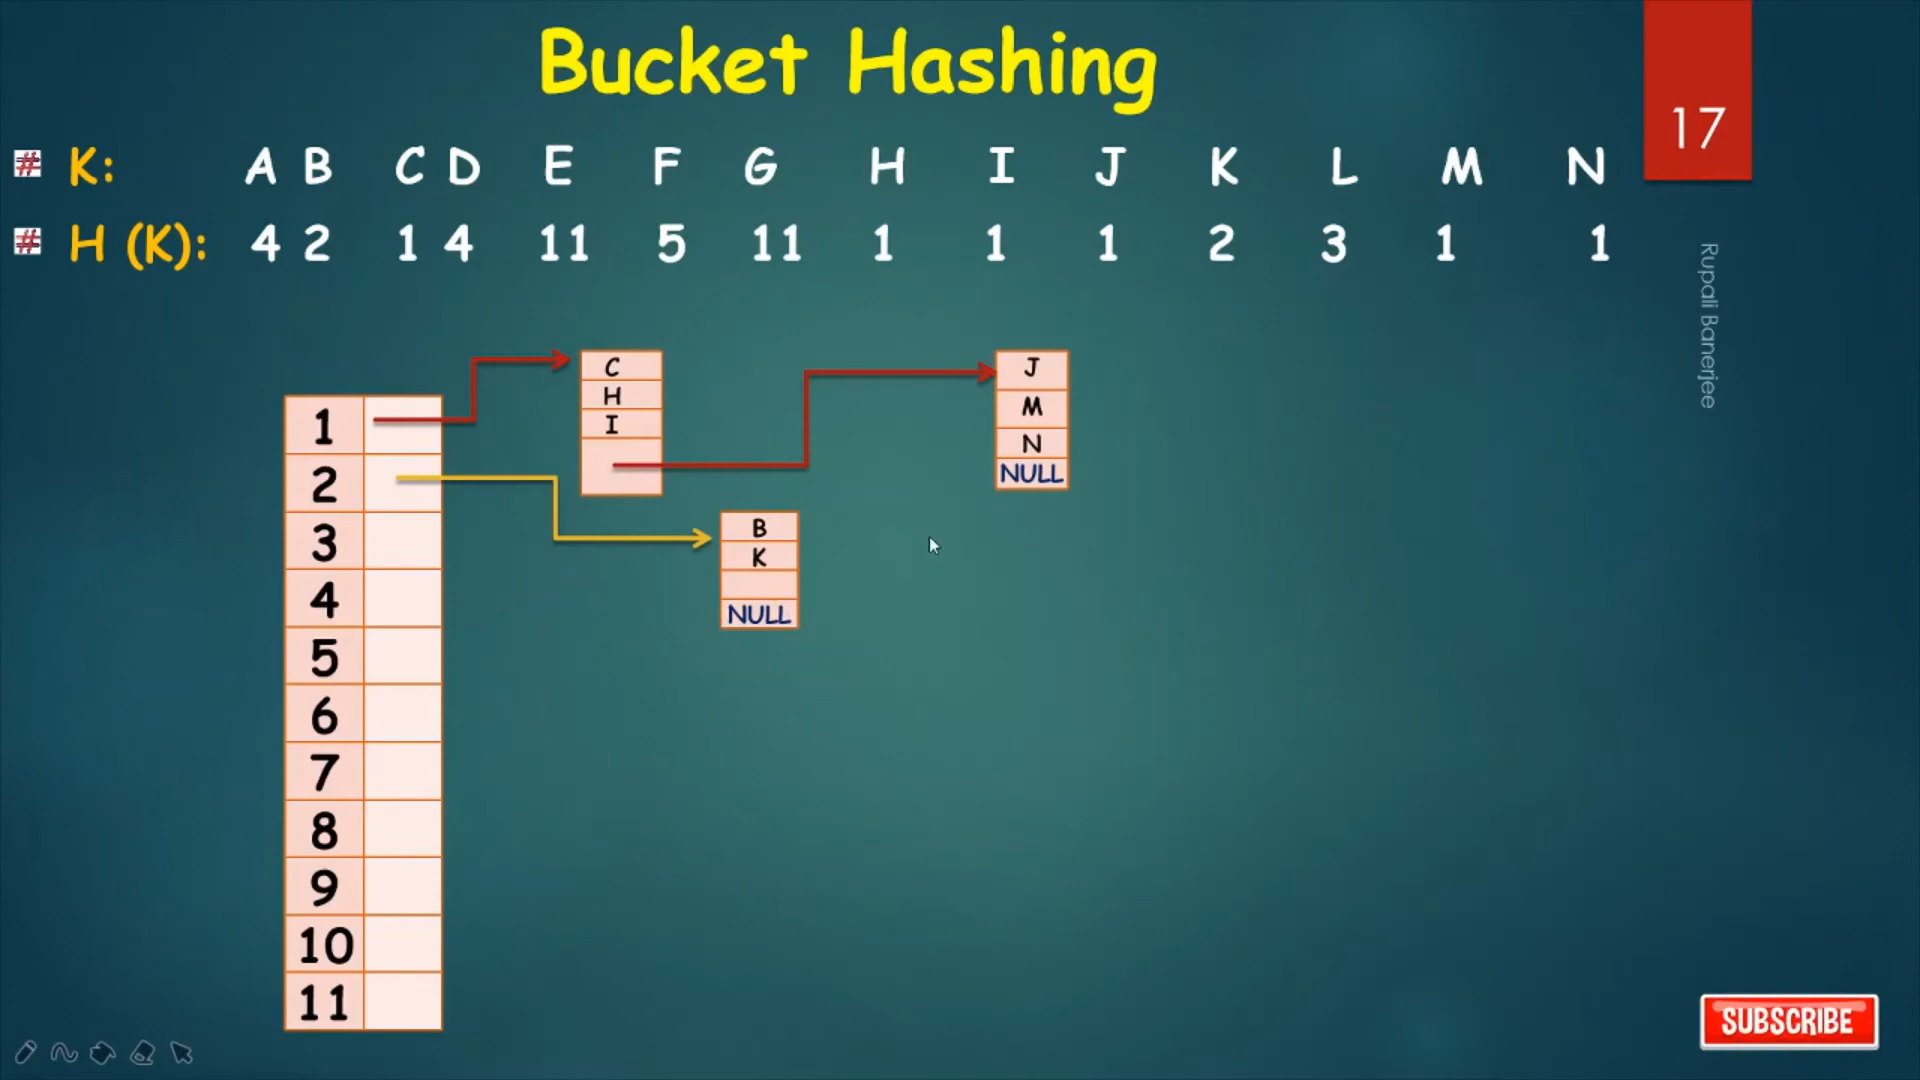 Bucket Hashing
17
K: A B C D E F G H I J K L M N
H (K): 4 2 1 4 11 5 11 1 1 1 2 3 1 1
Rupali Banerjee
C
H
I
J
M
N
NULL
B
K
NULL
1
2
3
4
5
6
7
8
9
10
11
SUBSCRIBE